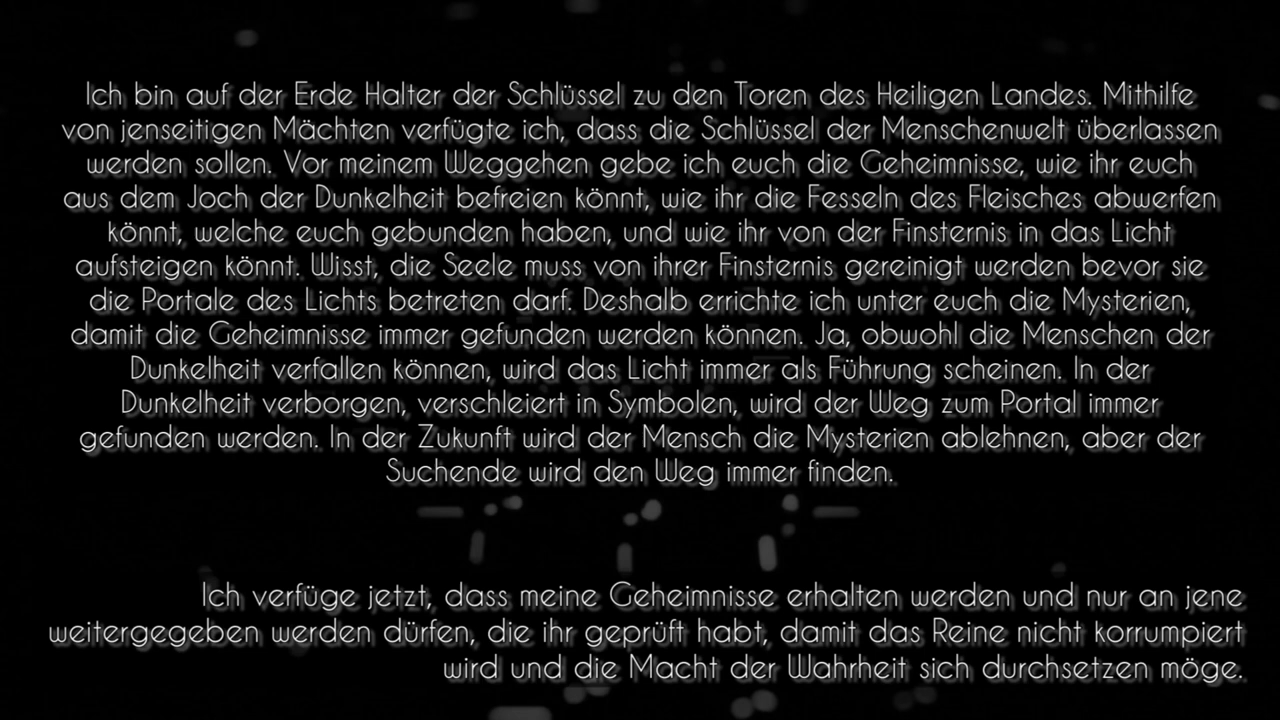 Ich bin auf der Erde Halter der Schlüssel zu den Toren des Heiligen Landes. Mithilfe
von jenseitigen Mächten verfügte ich, dass die Schlüssel der Menschenwelt überlassen
werden sollen. Vor meinem Weggehen gebe ich euch die Geheimnisse, wie ihr euch
aus dem Joch der Dunkelheit befreien könnt, wie ihr die Fesseln des Fleisches abwerfen
könnt, welche euch gebunden haben, und wie ihr von der Finsternis in das Licht
aufsteigen könnt. Wisst, die Seele muss von ihrer Finsternis gereinigt werden bevor sie
die Portale des Lichts betreten darf. Deshalb errichte ich unter euch die Mysterien,
damit die Geheimnisse immer gefunden werden können. Ja, obwohl die Menschen der
Dunkelheit verfallen können, wird das Licht immer als Führung scheinen. In der
Dunkelheit verborgen, verschleiert in Symbolen, wird der Weg zum Portal immer
gefunden werden. In der Zukunft wird der Mensch die Mysterien ablehnen, aber der
Suchende wird den Weg immer finden.
Ich verfüge jetzt, dass meine Geheimnisse erhalten werden und nur an jene
weitergegeben werden dürfen, die ihr geprüft habt, damit das Reine nicht korrumpiert
wird und die Macht der Wahrheit sich durchsetzen möge.